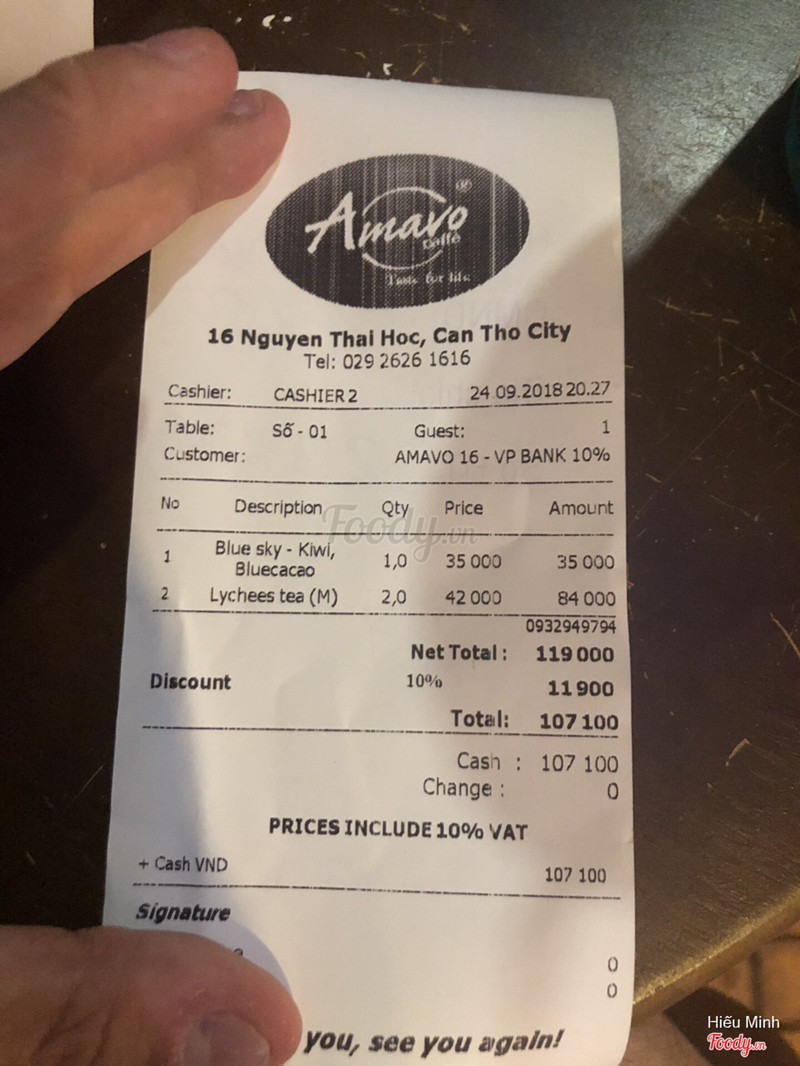 Amavo
caffé
Taste for life
16 Nguyen Thai Hoc, Can Tho City
Tel: 029 2626 1616
Cashier: CASHIER 2 24.09.2018 20.27
Table: Số - 01 Guest: 1
Customer: AMAVO 16 - VP BANK 10%
No Description Qty Price Amount
1 Blue sky - Kiwi, Bluecacao 1,0 35 000 35 000
2 Lychees tea (M) 2,0 42 000 84 000
0932949794
Net Total : 119 000
Discount 10% 11 900
Total: 107 100
Cash : 107 100
Change : 0
PRICES INCLUDE 10% VAT
+ Cash VND 107 100
Signature
0
0
you, see you again!
Foody.vn
Hiếu Minh
Foody.vn